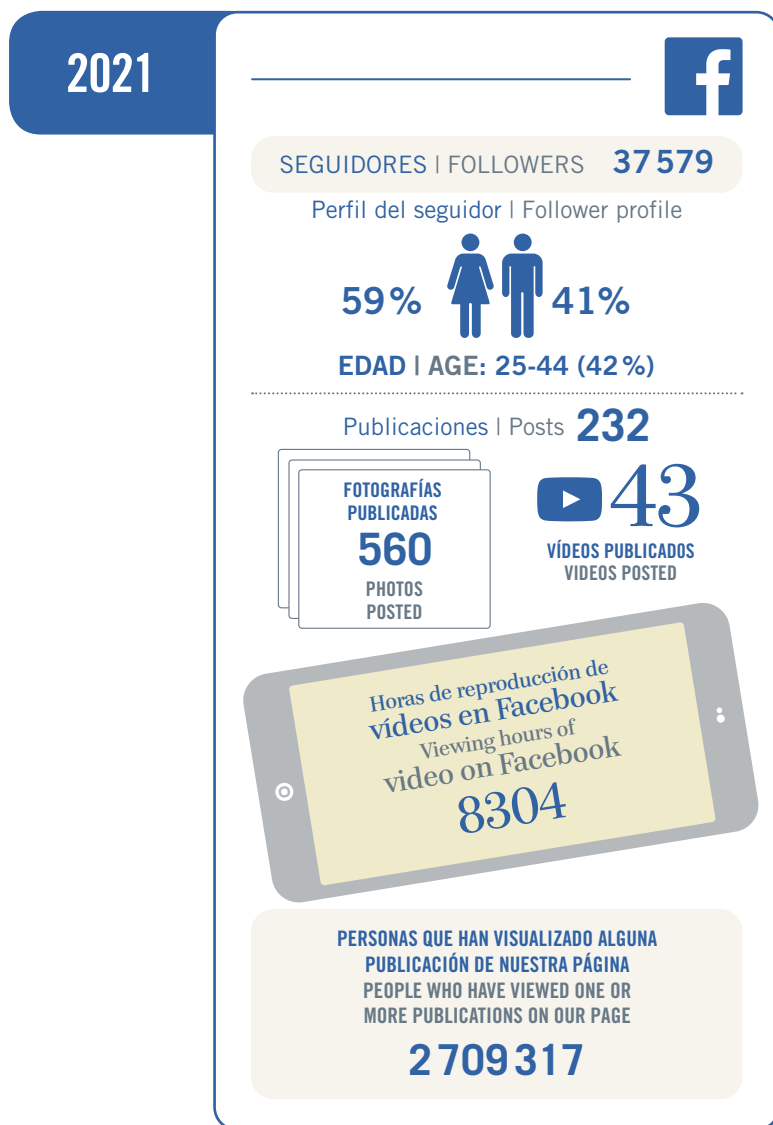 2021
f
SEGUIDORES | FOLLOWERS 37 579
Perfil del seguidor | Follower profile
59 % 41%
EDAD | AGE: 25-44 (42 %)
Publicaciones | Posts 232
FOTOGRAFÍAS
PUBLICADAS
560
PHOTOS
POSTED
43
VÍDEOS PUBLICADOS
VIDEOS POSTED
Horas de reproducción de
vídeos en Facebook
Viewing hours of
video on Facebook
8304
PERSONAS QUE HAN VISUALIZADO ALGUNA
PUBLICACIÓN DE NUESTRA PÁGINA
PEOPLE WHO HAVE VIEWED ONE OR
MORE PUBLICATIONS ON OUR PAGE
2 709 317